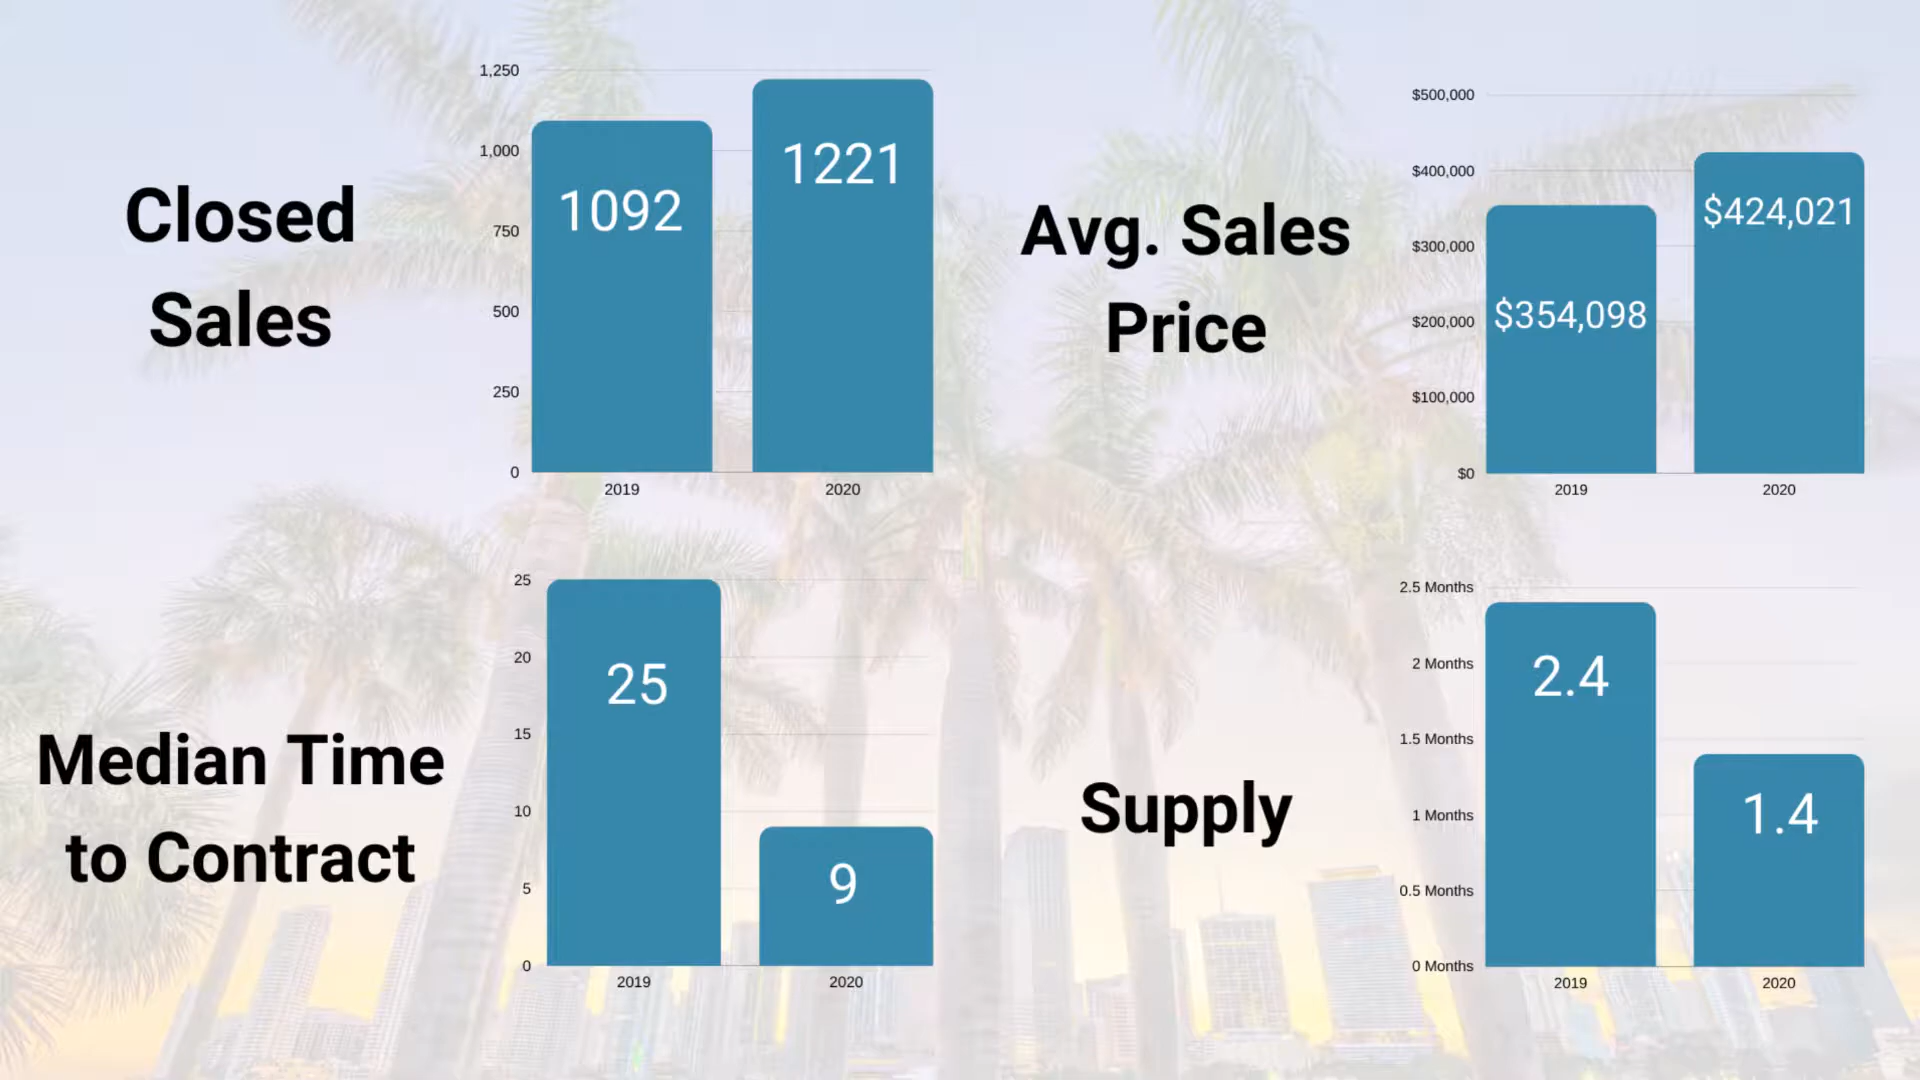 Closed
Sales
1,250
1,000
750
500
250
0
1092
1221
2019
2020
Avg. Sales
Price
$500,000
$400,000
$300,000
$200,000
$100,000
$0
$354,098
$424,021
2019
2020
Median Time
to Contract
25
20
15
10
5
0
25
9
2019
2020
Supply
2.5 Months
2 Months
1.5 Months
1 Months
0.5 Months
0 Months
2.4
1.4
2019
2020